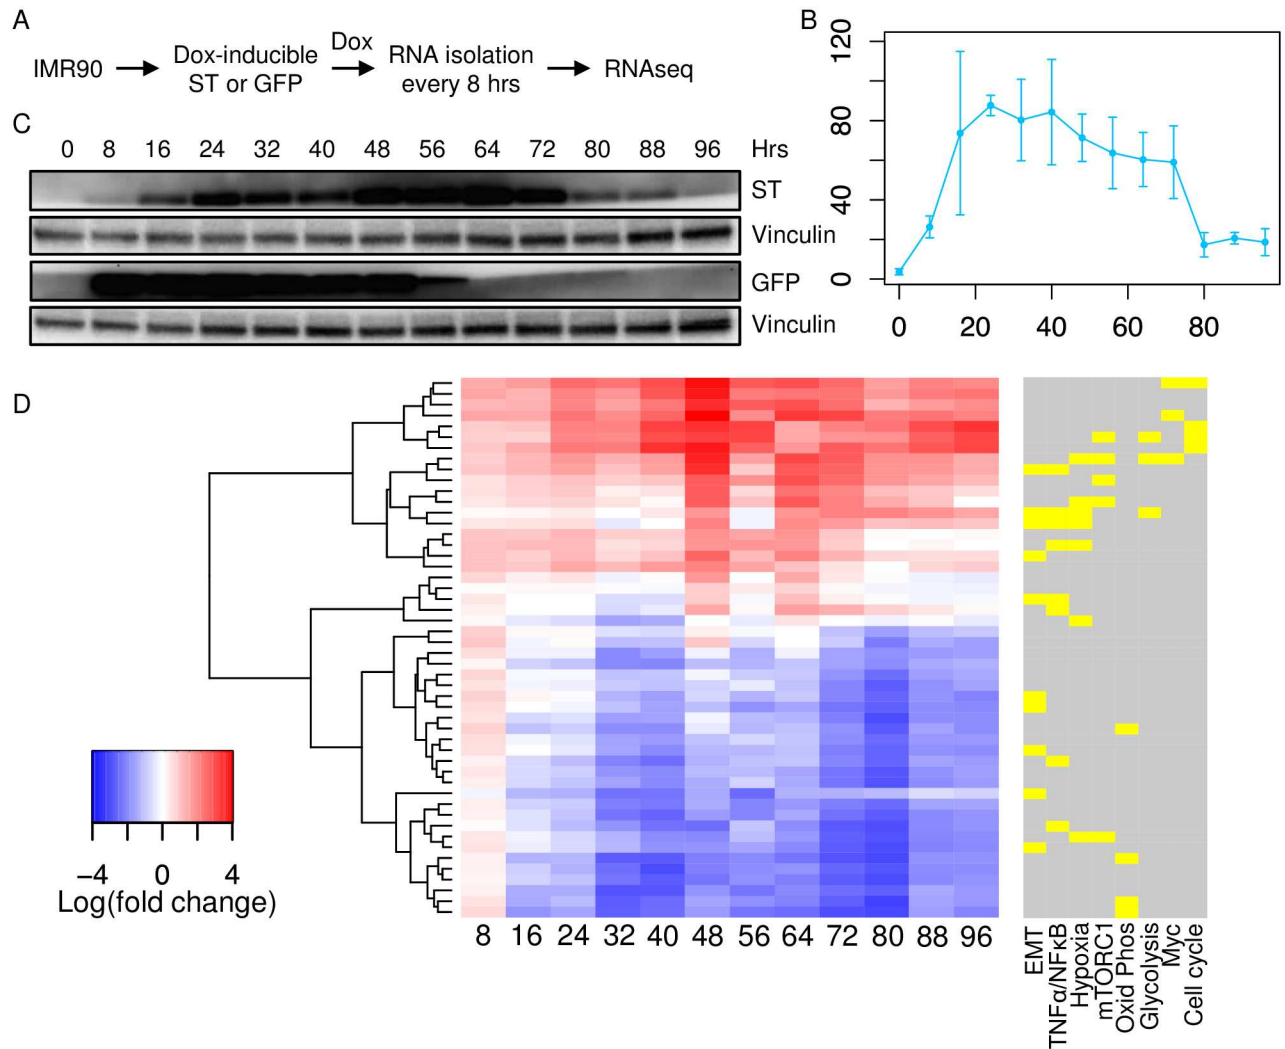 A
IMR90
Dox-inducible
ST or GFP
Dox
RNA isolation
every 8 hrs
RNAseq
B
120
80
40
0
0 20 40 60 80
C
0 8 16 24 32 40 48 56 64 72 80 88 96 Hrs
ST
Vinculin
GFP
Vinculin
D
−4 0 4
Log(fold change)
8 16 24 32 40 48 56 64 72 80 88 96
EMT
TNFα/NFκB
Hypoxia
mTORC1
Oxid Phos
Glycolysis
Myc
Cell cycle